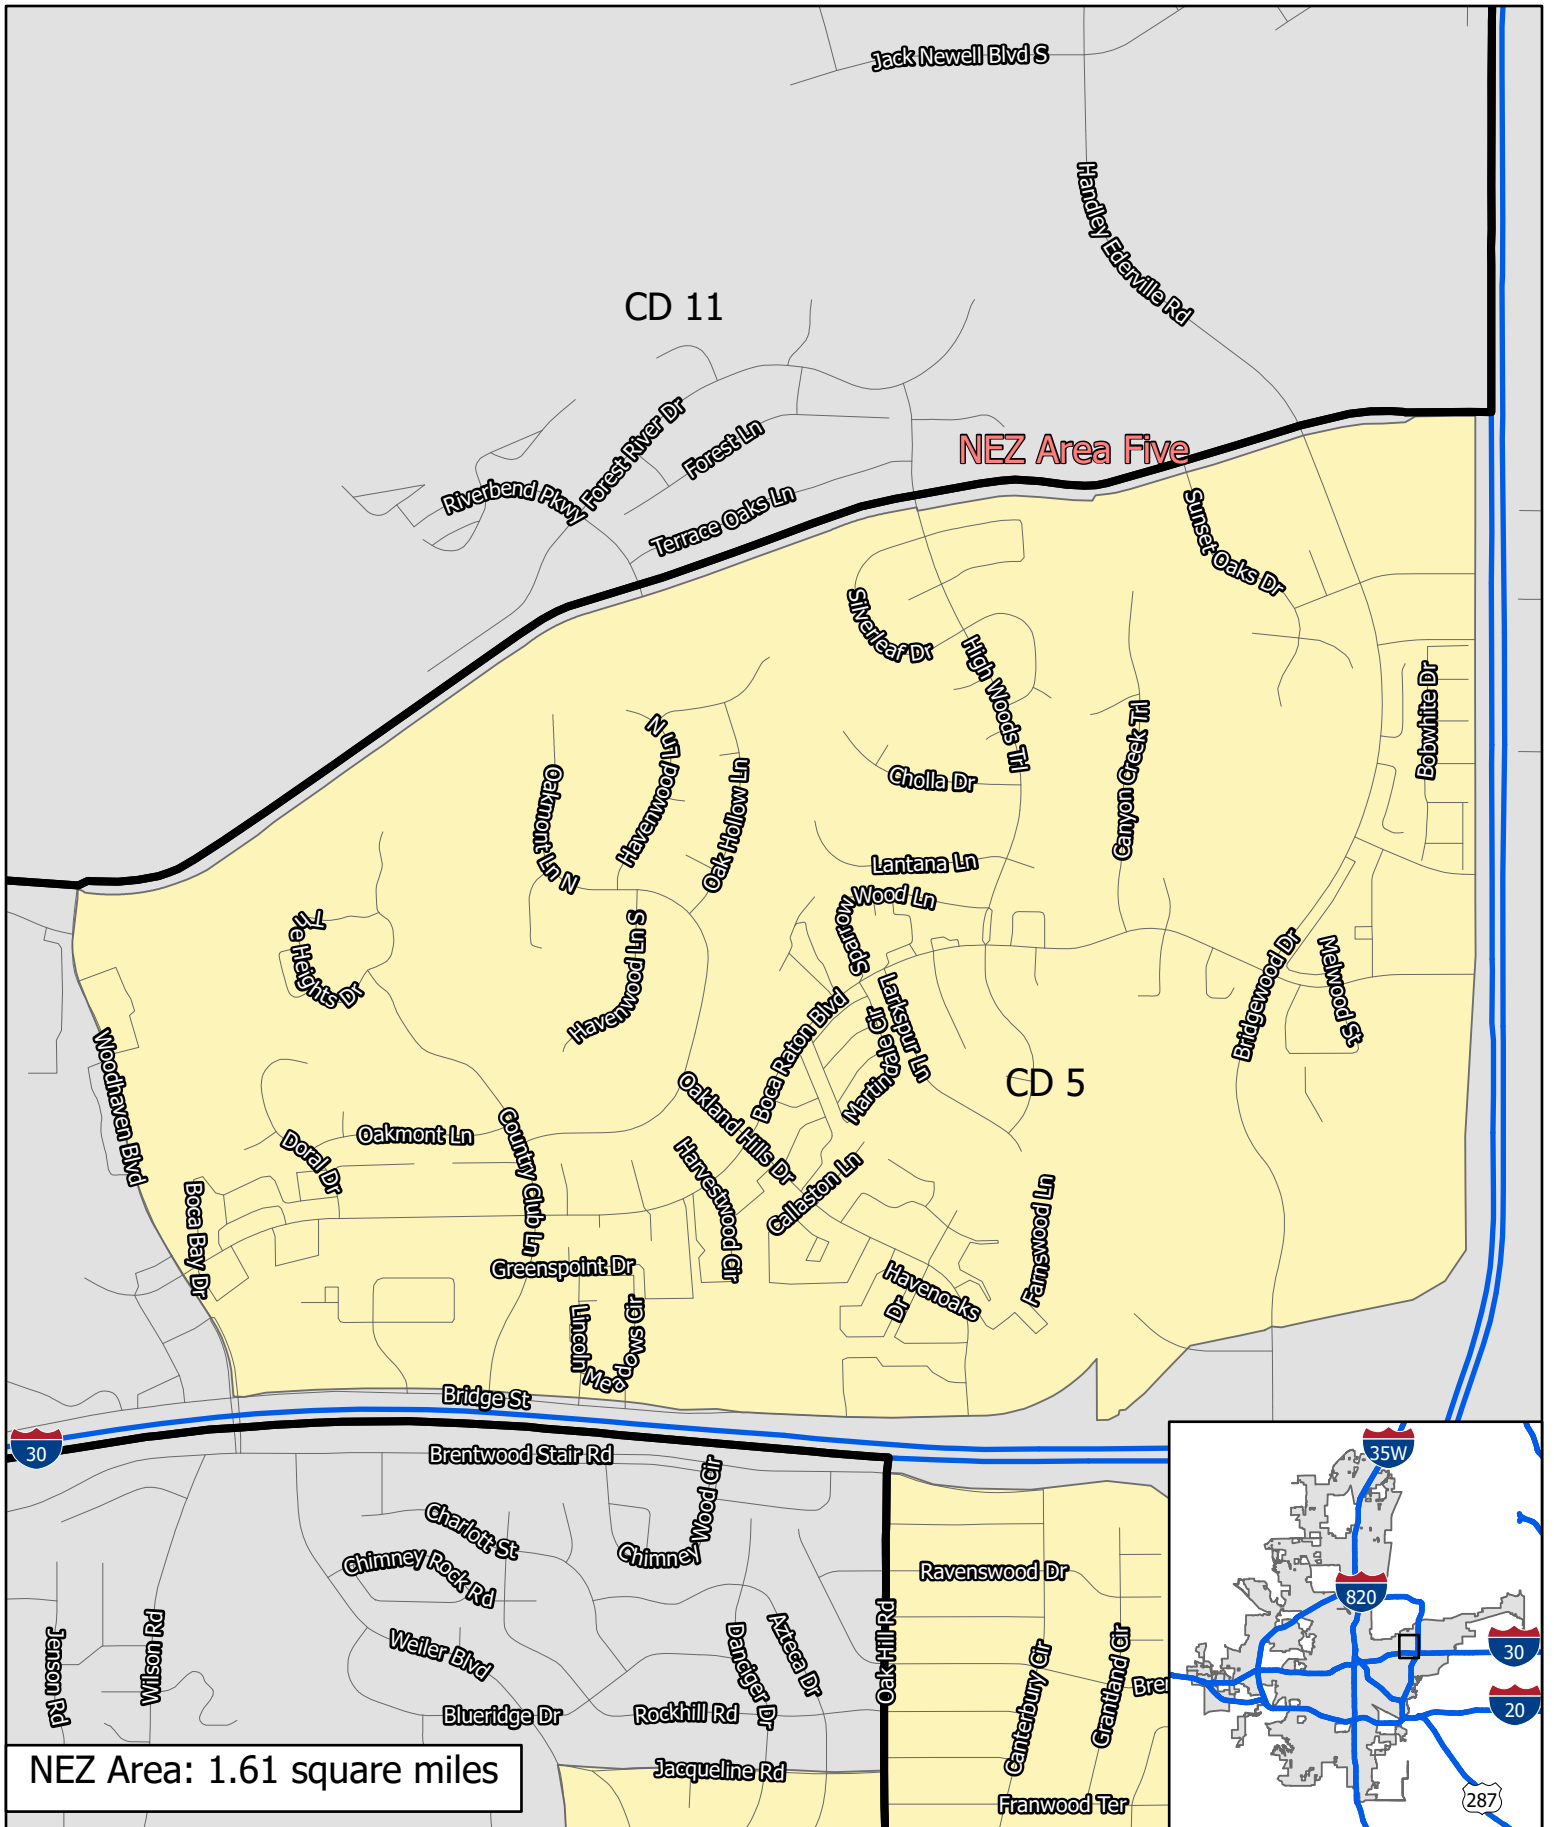 Jack Newell Blvd S
Handley Ederville Rd
CD 11
Forest River Dr
Forest Ln
NEZ Area Five
Riverbend Pkwy
Terrace Oaks Ln
Sunset Oaks Dr
Silverleaf Dr
High Woods Trl
Bobwhite Dr
Havenwood Ln N
Oakmont Ln N
Oak Hollow Ln
Cholla Dr
Canyon Creek Trl
Lantana Ln
Sparrow Wood Ln
Tyne Heights Dr
Havenwood Ln S
Bridgewood Dr
Melwood St
Larkspur Ln
Boca Raton Blvd
Martindale Cir
Woodhaven Blvd
CD 5
Oakland Hills Dr
Oakmont Ln
Country Club Ln
Doral Dr
Harvestwood Cir
Callaston Ln
Boca Bay Dr
Farnswood Ln
Greenspoint Dr
Havenoaks
Dr
Lincoln Meadows Cir
Bridge St
30
Brentwood Stair Rd
Chimney Wood Cir
Charlott St
Chimney Rock Rd
Ravenswood Dr
Jenson Rd
Wilson Rd
Weiler Blvd
Danciger Dr
Azteca Dr
Oak Hill Rd
Canterbury Cir
Grantland Cir
Bre
Blueridge Dr
Rockhill Rd
Jacqueline Rd
Franwood Ter
NEZ Area: 1.61 square miles
35W
820
30
20
287